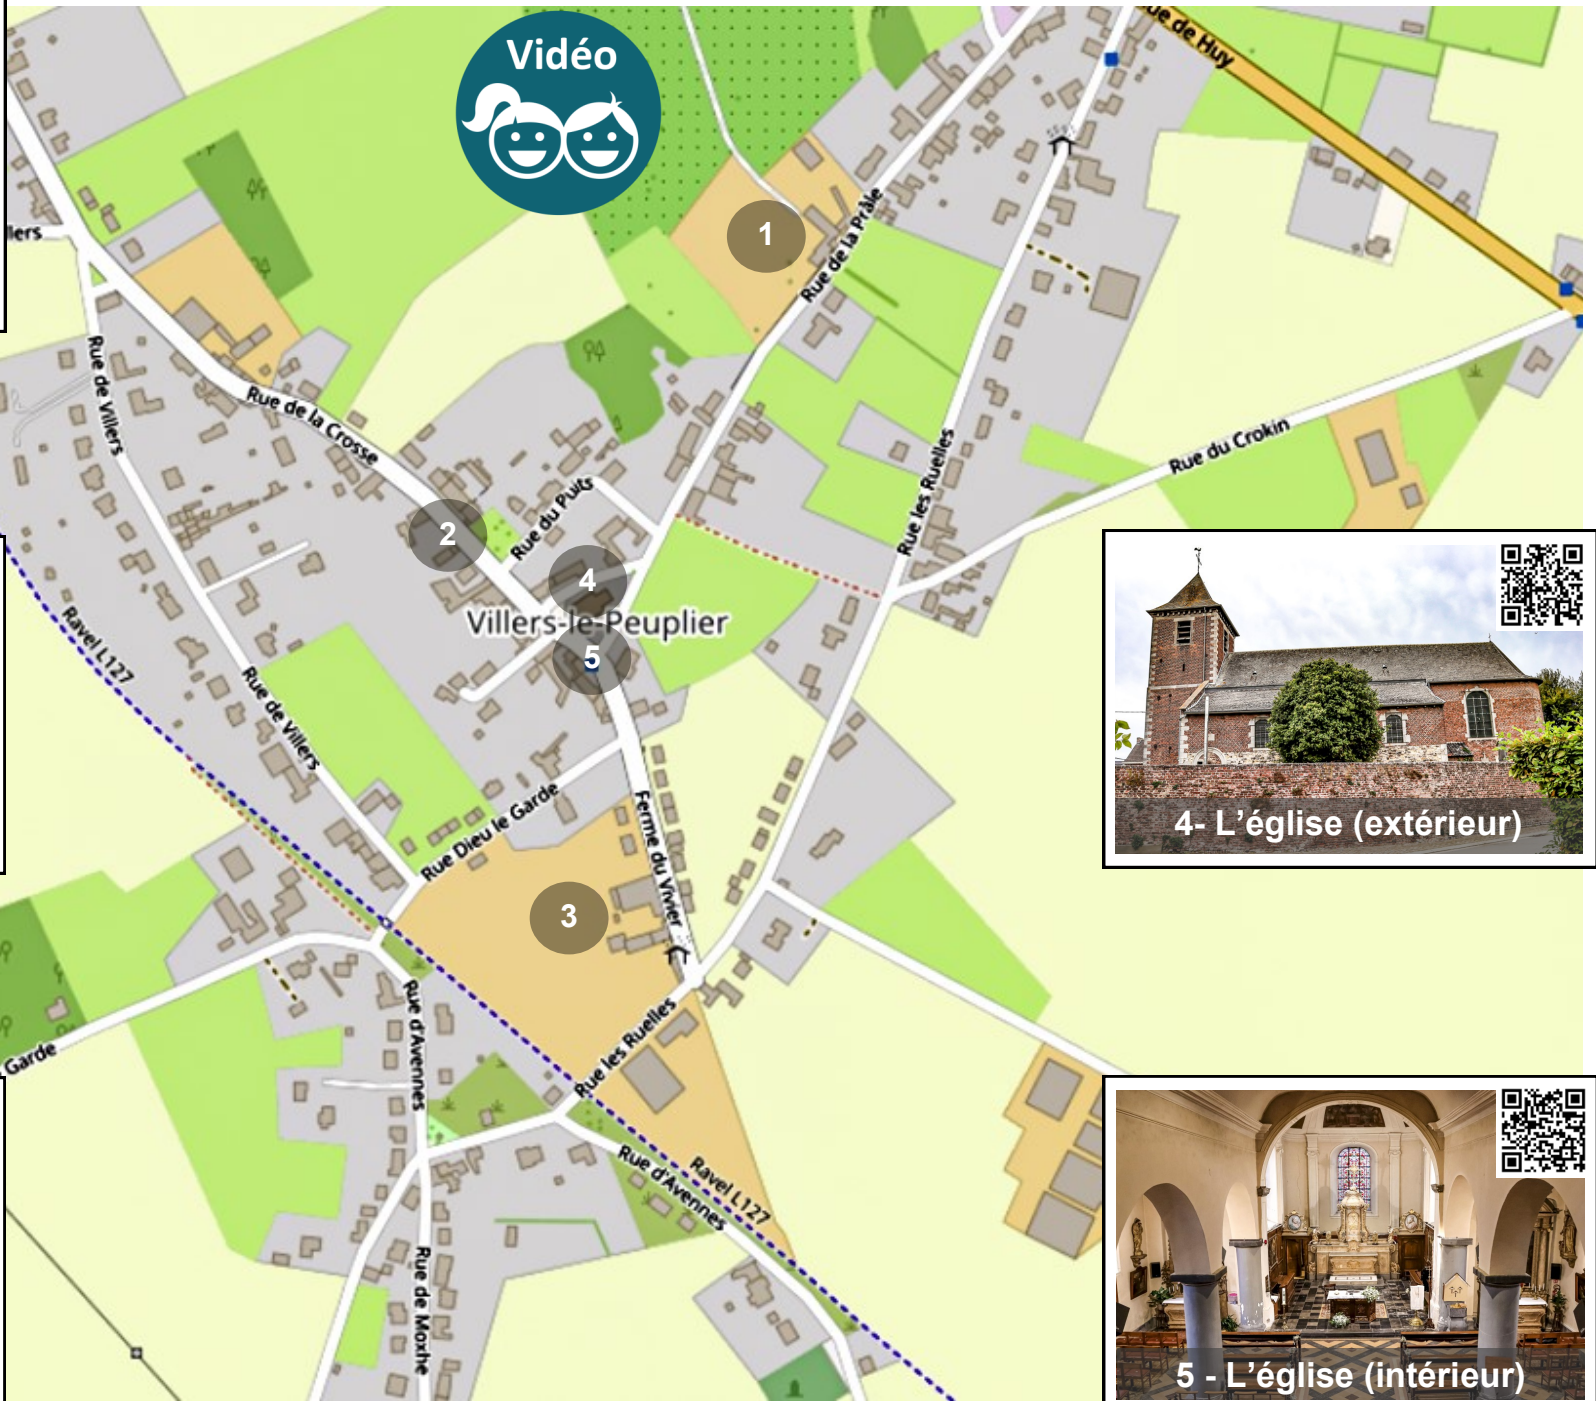 Vidéo
Rue de Huy
lers
1
Rue de la Prâle
Rue de Villers
Rue de la Crosse
Rue les Ruelles
Rue du Crokin
2
Rue du Puits
4
Villers-le-Peuplier
5
Ravel L127
Rue de Villers
Rue Dieu le Garde
Ferme du Vivier
3
4- L'église (extérieur)
Garde
Rue d'Avennes
Rue les Ruelles
Rue d'Avennes
Ravel L127
Rue de Moxhe
5 - L'église (intérieur)